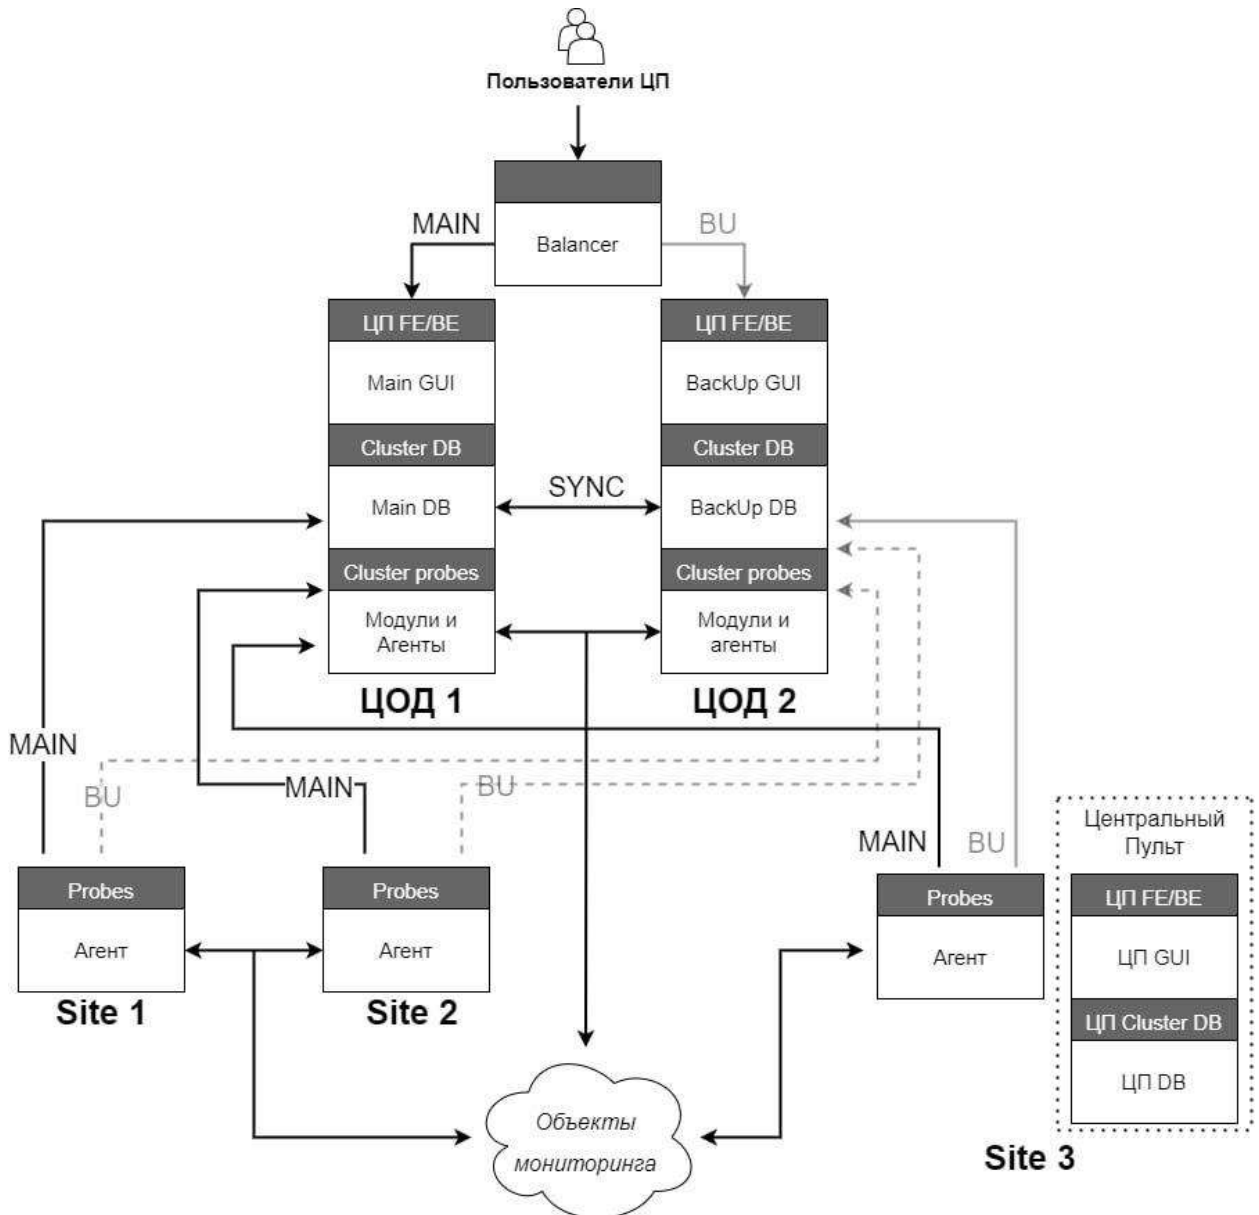 Пользователи ЦП
MAIN
BU
Balancer
ЦП FE/BE
Main GUI
Cluster DB
Main DB
Cluster probes
Модули и
Агенты
ЦОД 1
SYNC
ЦП FE/BE
BackUp GUI
Cluster DB
BackUp DB
Cluster probes
Модули и
агенты
ЦОД 2
MAIN
BU
MAIN
BU
MAIN
BU
Probes
Агент
Site 1
Probes
Агент
Site 2
Probes
Агент
Центральный
Пульт
ЦП FE/BE
ЦП GUI
ЦП Cluster DB
ЦП DB
Site 3
Объекты
мониторинга